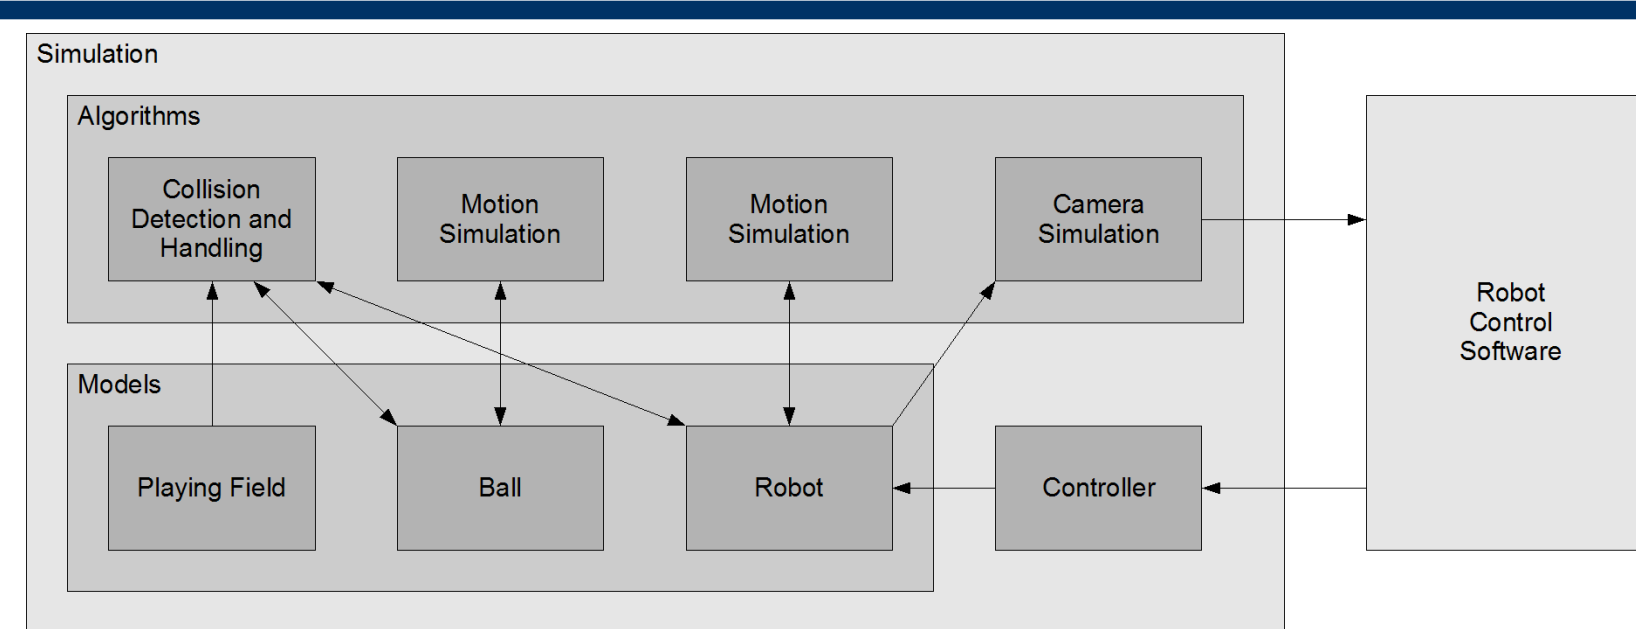 Simulation
Algorithms
Collision
Detection and
Handling
Motion
Simulation
Motion
Simulation
Camera
Simulation
Robot
Control
Software
Models
Playing Field
Ball
Robot
Controller